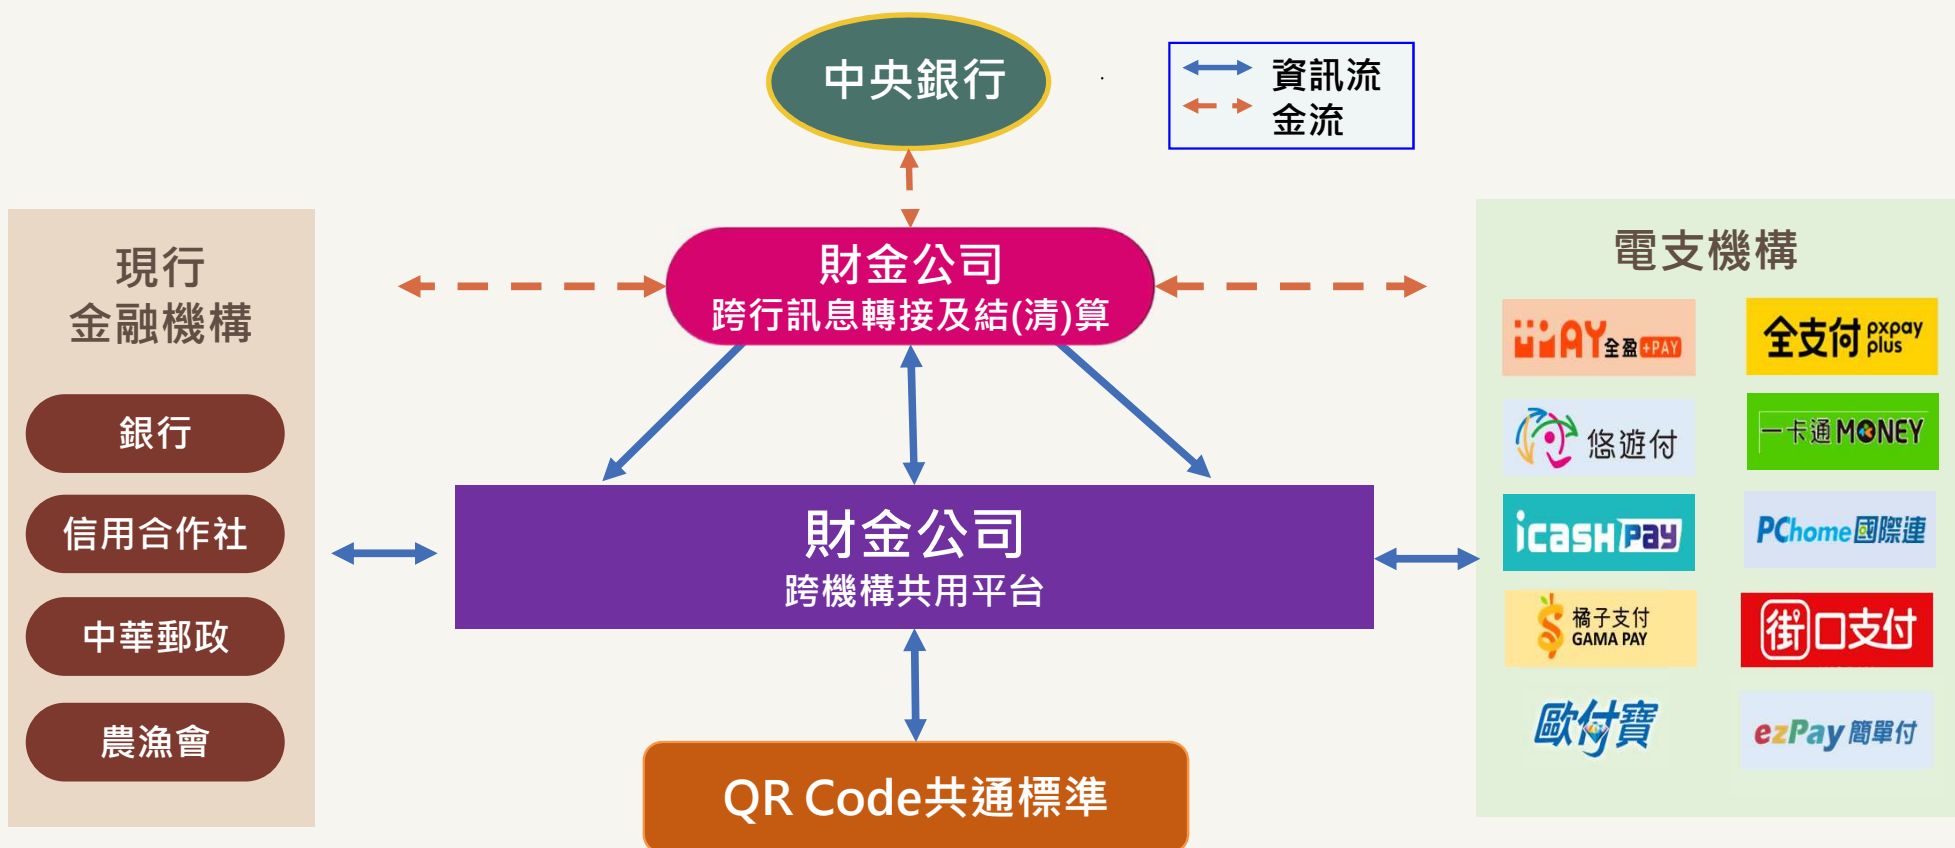 中央銀行
資訊流
金流
現行
金融機構
銀行
信用合作社
中華郵政
農漁會
財金公司
跨行訊息轉接及結(清)算
財金公司
跨機構共用平台
QR Code共通標準
電支機構
全盈+PAY
全支付 pxpay plus
悠遊付
一卡通MONEY
icash Pay
PChome國際連
橘子支付
GAMA PAY
街口支付
歐付寶
ezPay 簡單付